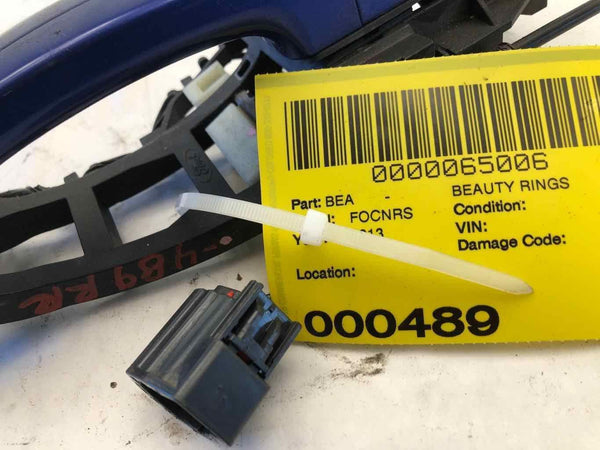 0000065006
Part: BEA - BEAUTY RINGS
FOCNRS Condition:
VIN:
Damage Code:
Location:
000489
-489 RR